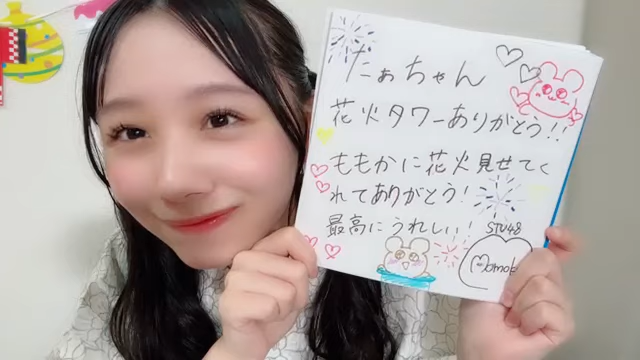 たぁちゃん
花火タワーありがとう!!
ももかに花火見せてく
れてありがとう!
最高にうれしい!
STU48